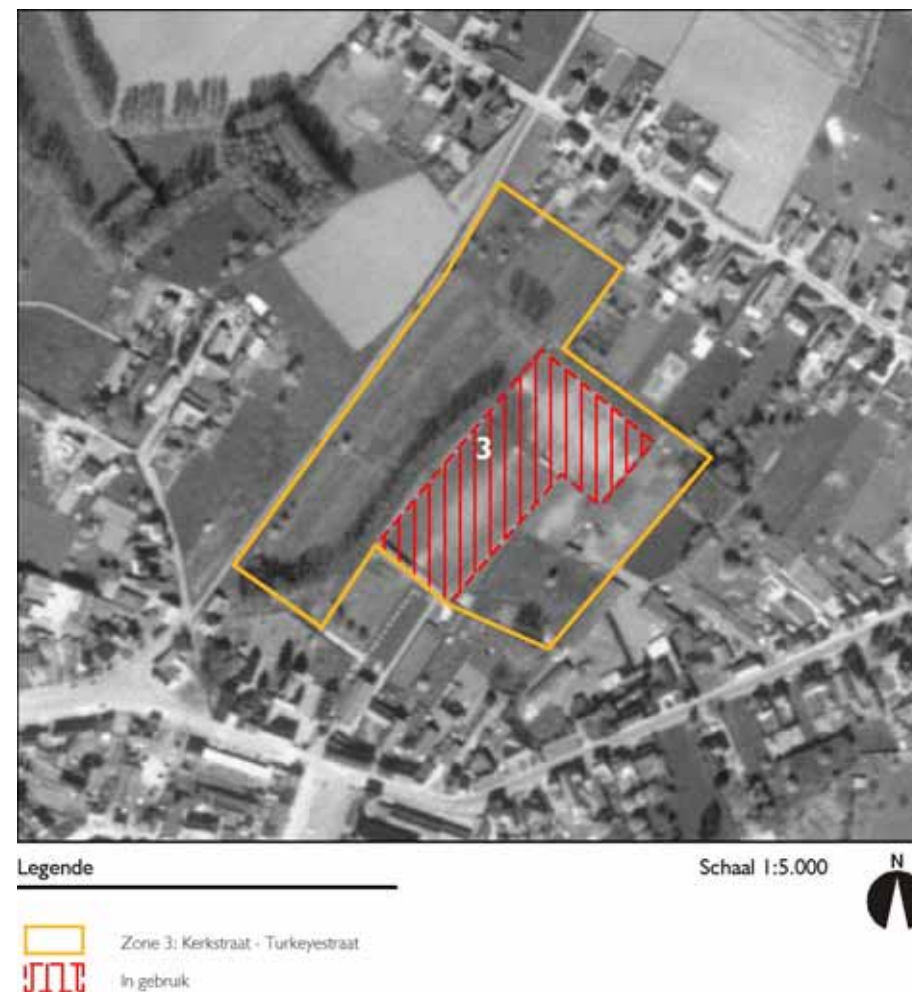 3
Legende
Schaal 1:5.000
N
Zone 3: Kerkstraat - Turkeyestraat
In gebruik